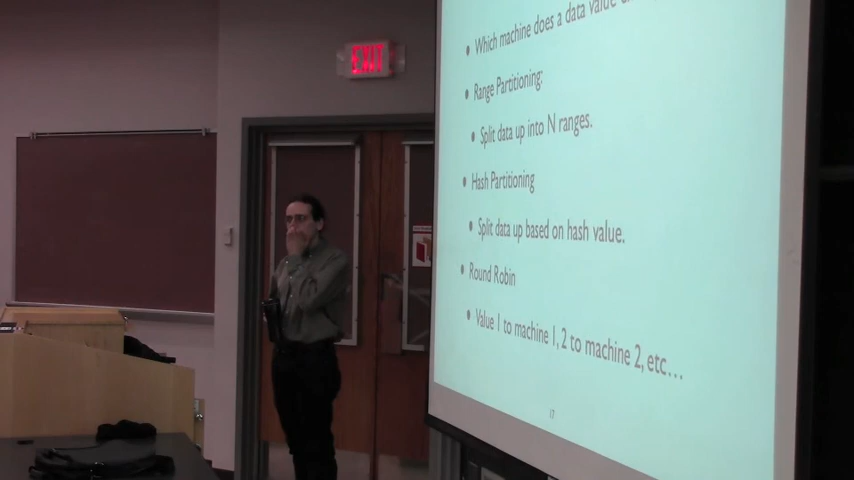 EXIT
• Which machine does a data value
• Range Partitioning:
• Split data up into N ranges.
• Hash Partitioning
• Split data up based on hash value.
• Round Robin
• Value 1 to machine 1, 2 to machine 2, etc...
17